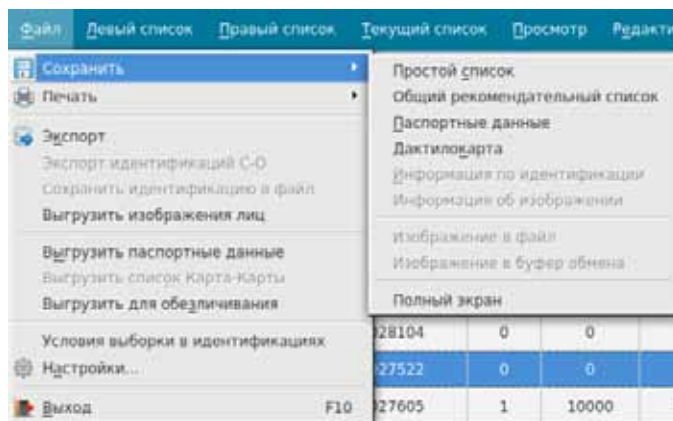 Файл Левый список Правый список Текущий список Просмотр Редакти
Сохранить
Печать
Экспорт
Экспорт идентификаций С-О
Сохранить идентификацию в файл
Выгрузить изображения лиц
Выгрузить паспортные данные
Выгрузить список Карта-Карты
Выгрузить для обезличивания
Условия выборки в идентификациях
Настройки...
Выход F10
Простой список
Общий рекомендательный список
Паспортные данные
Дактилокарта
Информация по идентификации
Информация об изображении
Изображение в файл
Изображение в буфер обмена
Полный экран
028104 0 0
027522 0 0
027605 1 10000